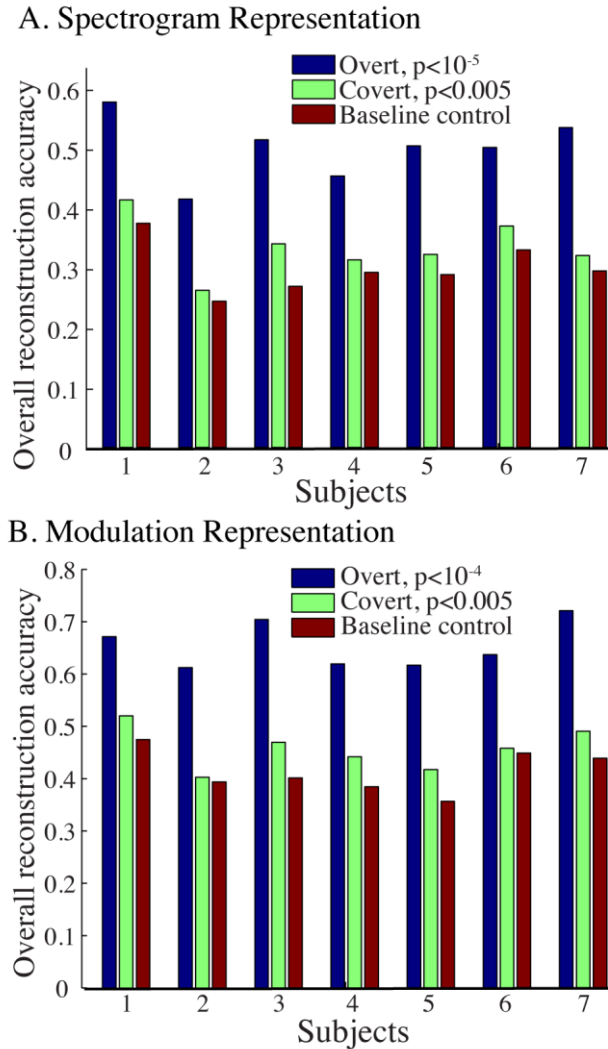 A. Spectrogram Representation
Overt, p<10⁻⁵
Covert, p<0.005
Baseline control
Overall reconstruction accuracy
0.6
0.5
0.4
0.3
0.2
0.1
0
1 2 3 4 5 6 7
Subjects
B. Modulation Representation
Overt, p<10⁻⁴
Covert, p<0.005
Baseline control
Overall reconstruction accuracy
0.8
0.7
0.6
0.5
0.4
0.3
0.2
0.1
0
1 2 3 4 5 6 7
Subjects